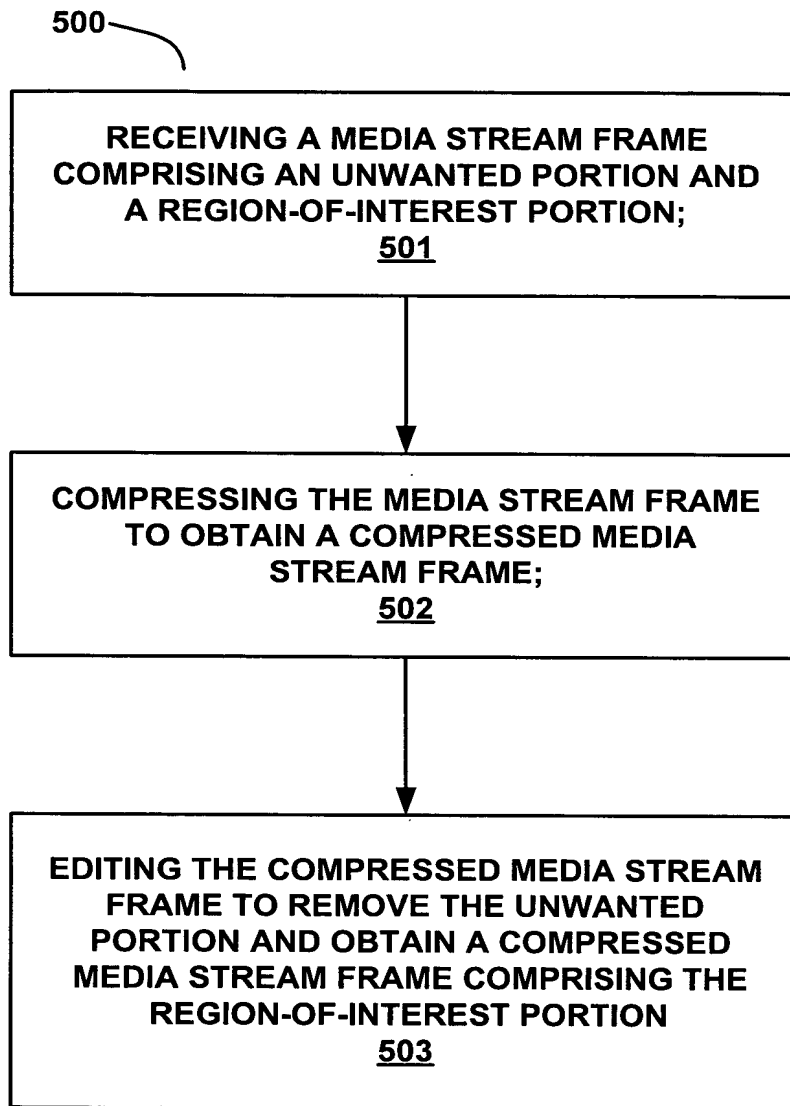 500
RECEIVING A MEDIA STREAM FRAME
COMPRISING AN UNWANTED PORTION AND
A REGION-OF-INTEREST PORTION;
501
COMPRESSING THE MEDIA STREAM FRAME
TO OBTAIN A COMPRESSED MEDIA
STREAM FRAME;
502
EDITING THE COMPRESSED MEDIA STREAM
FRAME TO REMOVE THE UNWANTED
PORTION AND OBTAIN A COMPRESSED
MEDIA STREAM FRAME COMPRISING THE
REGION-OF-INTEREST PORTION
503